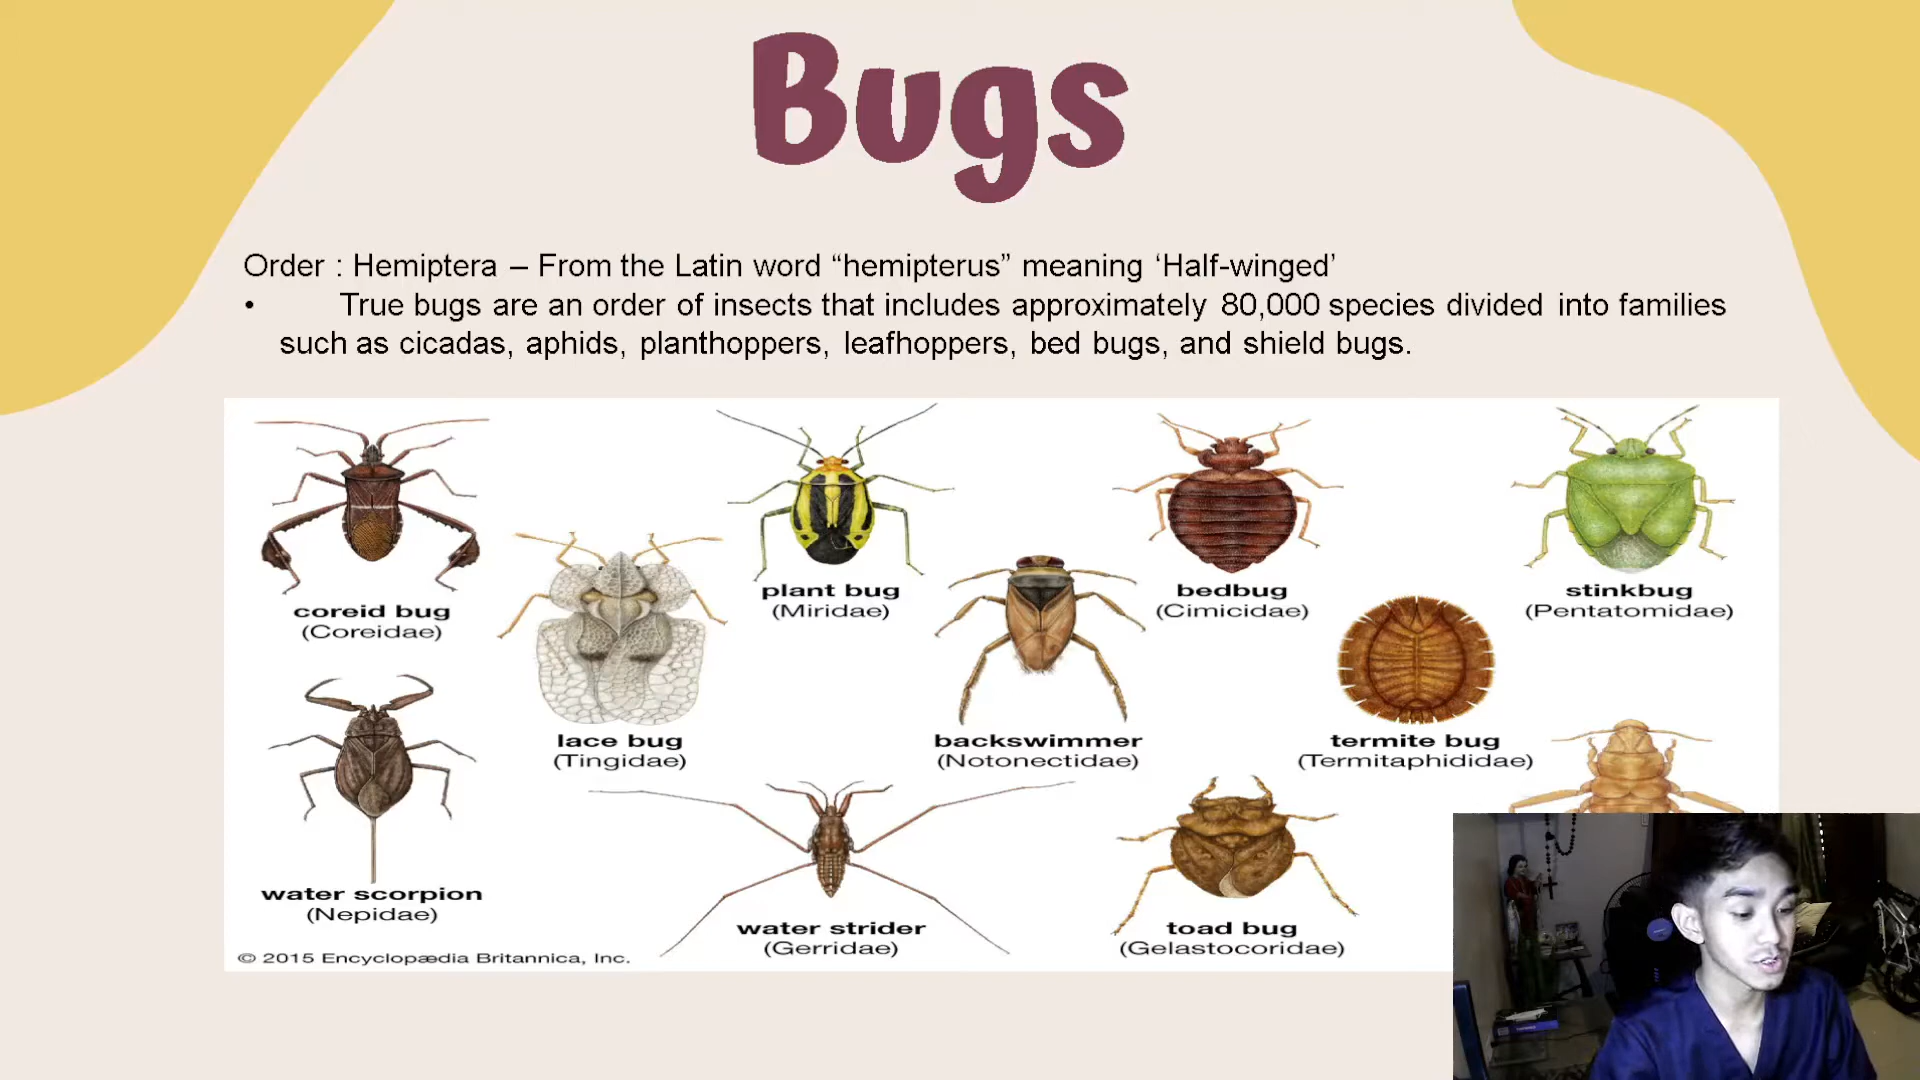 Bugs
Order : Hemiptera – From the Latin word “hemipterus” meaning ‘Half-winged’
• True bugs are an order of insects that includes approximately 80,000 species divided into families
such as cicadas, aphids, planthoppers, leafhoppers, bed bugs, and shield bugs.
coreid bug
(Coreidae)
plant bug
(Miridae)
bedbug
(Cimicidae)
stinkbug
(Pentatomidae)
lace bug
(Tingidae)
backswimmer
(Notonectidae)
termite bug
(Termitaphididae)
water scorpion
(Nepidae)
water strider
(Gerridae)
toad bug
(Gelastocoridae)
© 2015 Encyclopædia Britannica, Inc.